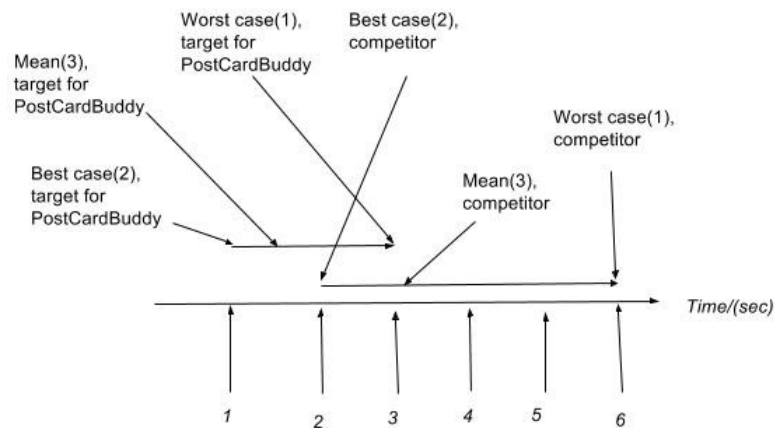 Worst case(1),
target for
PostCardBuddy
Best case(2),
competitor
Mean(3),
target for
PostCardBuddy
Worst case(1),
competitor
Best case(2),
target for
PostCardBuddy
Mean(3),
competitor
Time/(sec)
1
2
3
4
5
6